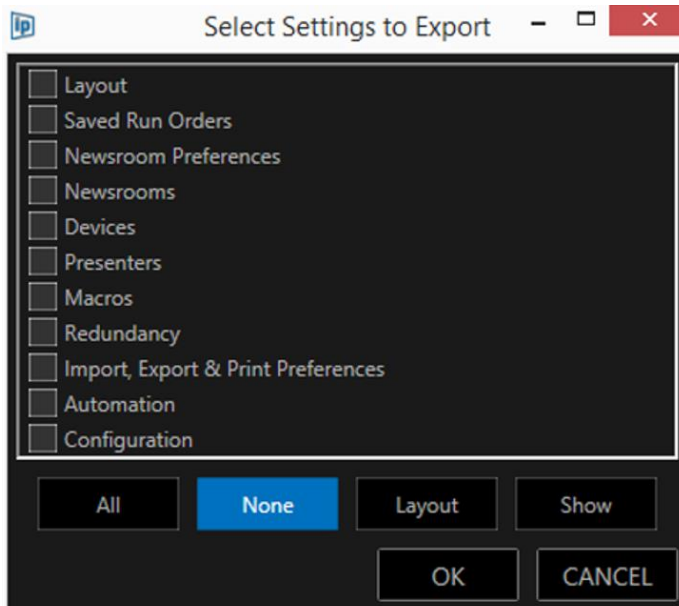 ip
Select Settings to Export
Layout
Saved Run Orders
Newsroom Preferences
Newsrooms
Devices
Presenters
Macros
Redundancy
Import, Export & Print Preferences
Automation
Configuration
All None Layout Show
OK CANCEL